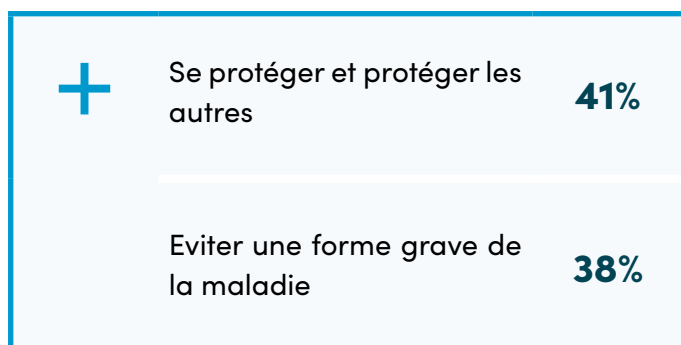 Se protéger et protéger les
autres
41%
Eviter une forme grave de
la maladie
38%